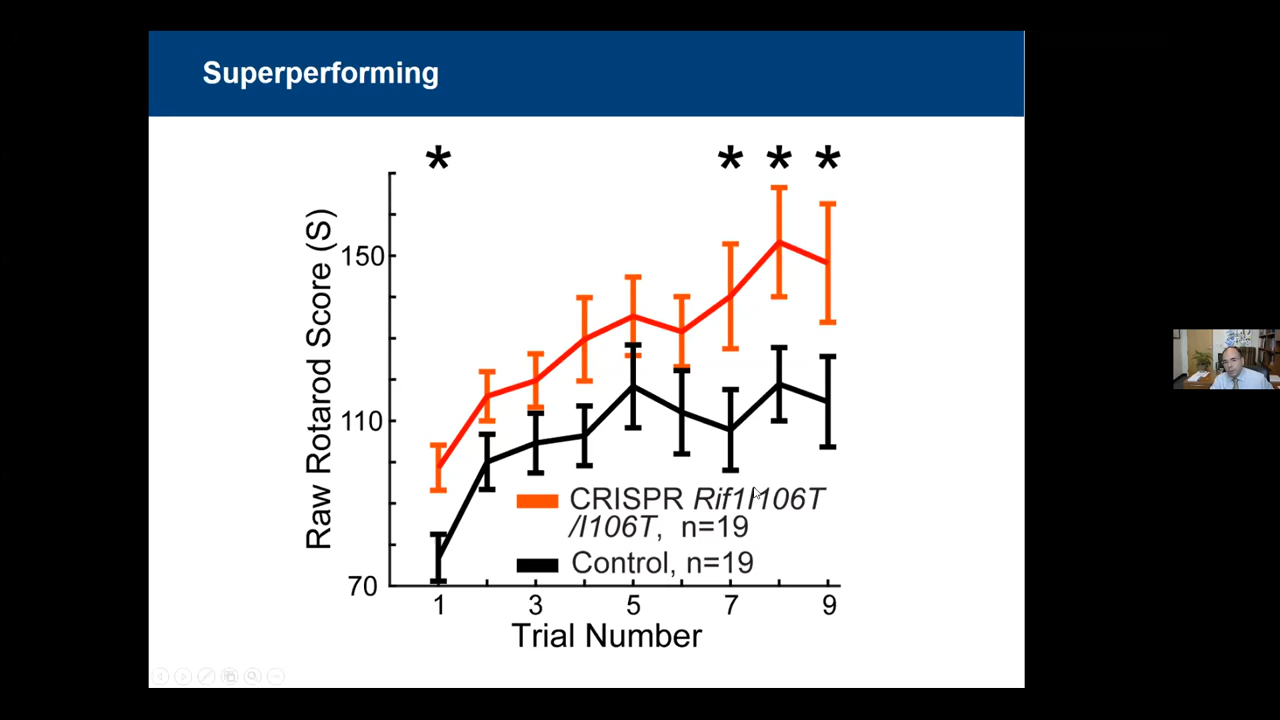 Superperforming
* * * *
Raw Rotarod Score (S)
150
110
70
CRISPR Rif1I106T
/I106T, n=19
Control, n=19
1 3 5 7 9
Trial Number